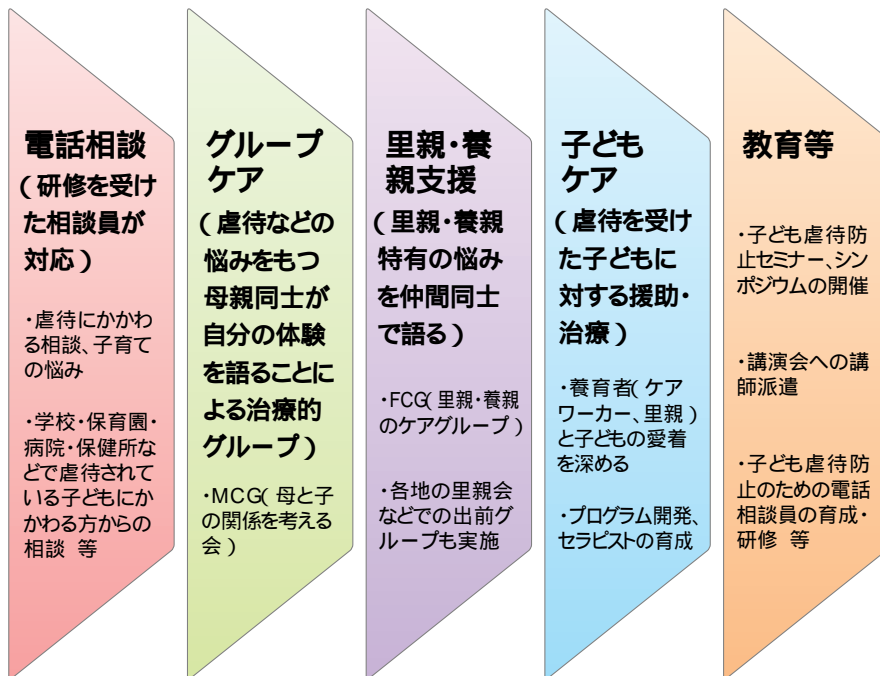 電話相談
（研修を受け
た相談員が
対応）
・虐待にかかわ
る相談、子育て
の悩み
・学校・保育園・
病院・保健所な
どで虐待されて
いる子どもにか
かわる方からの
相談 等
グループ
ケア
（虐待などの
悩みをもつ
母親同士が
自分の体験
を語ることに
よる治療的
グループ）
・MCG（母と子
の関係を考える
会）
里親・養
親支援
（里親・養親
特有の悩み
を仲間同士
で語る）
・FCG（里親・養親
のケアグループ）
・各地の里親会
などでの出前グ
ループも実施
子ども
ケア
（虐待を受け
た子どもに
対する援助・
治療）
・養育者（ケア
ワーカー、里親）
と子どもの愛着
を深める
・プログラム開発、
セラピストの育成
教育等
・子ども虐待防
止セミナー、シン
ポジウムの開催
・講演会への講
師派遣
・子ども虐待防
止のための電話
相談員の育成・
研修 等